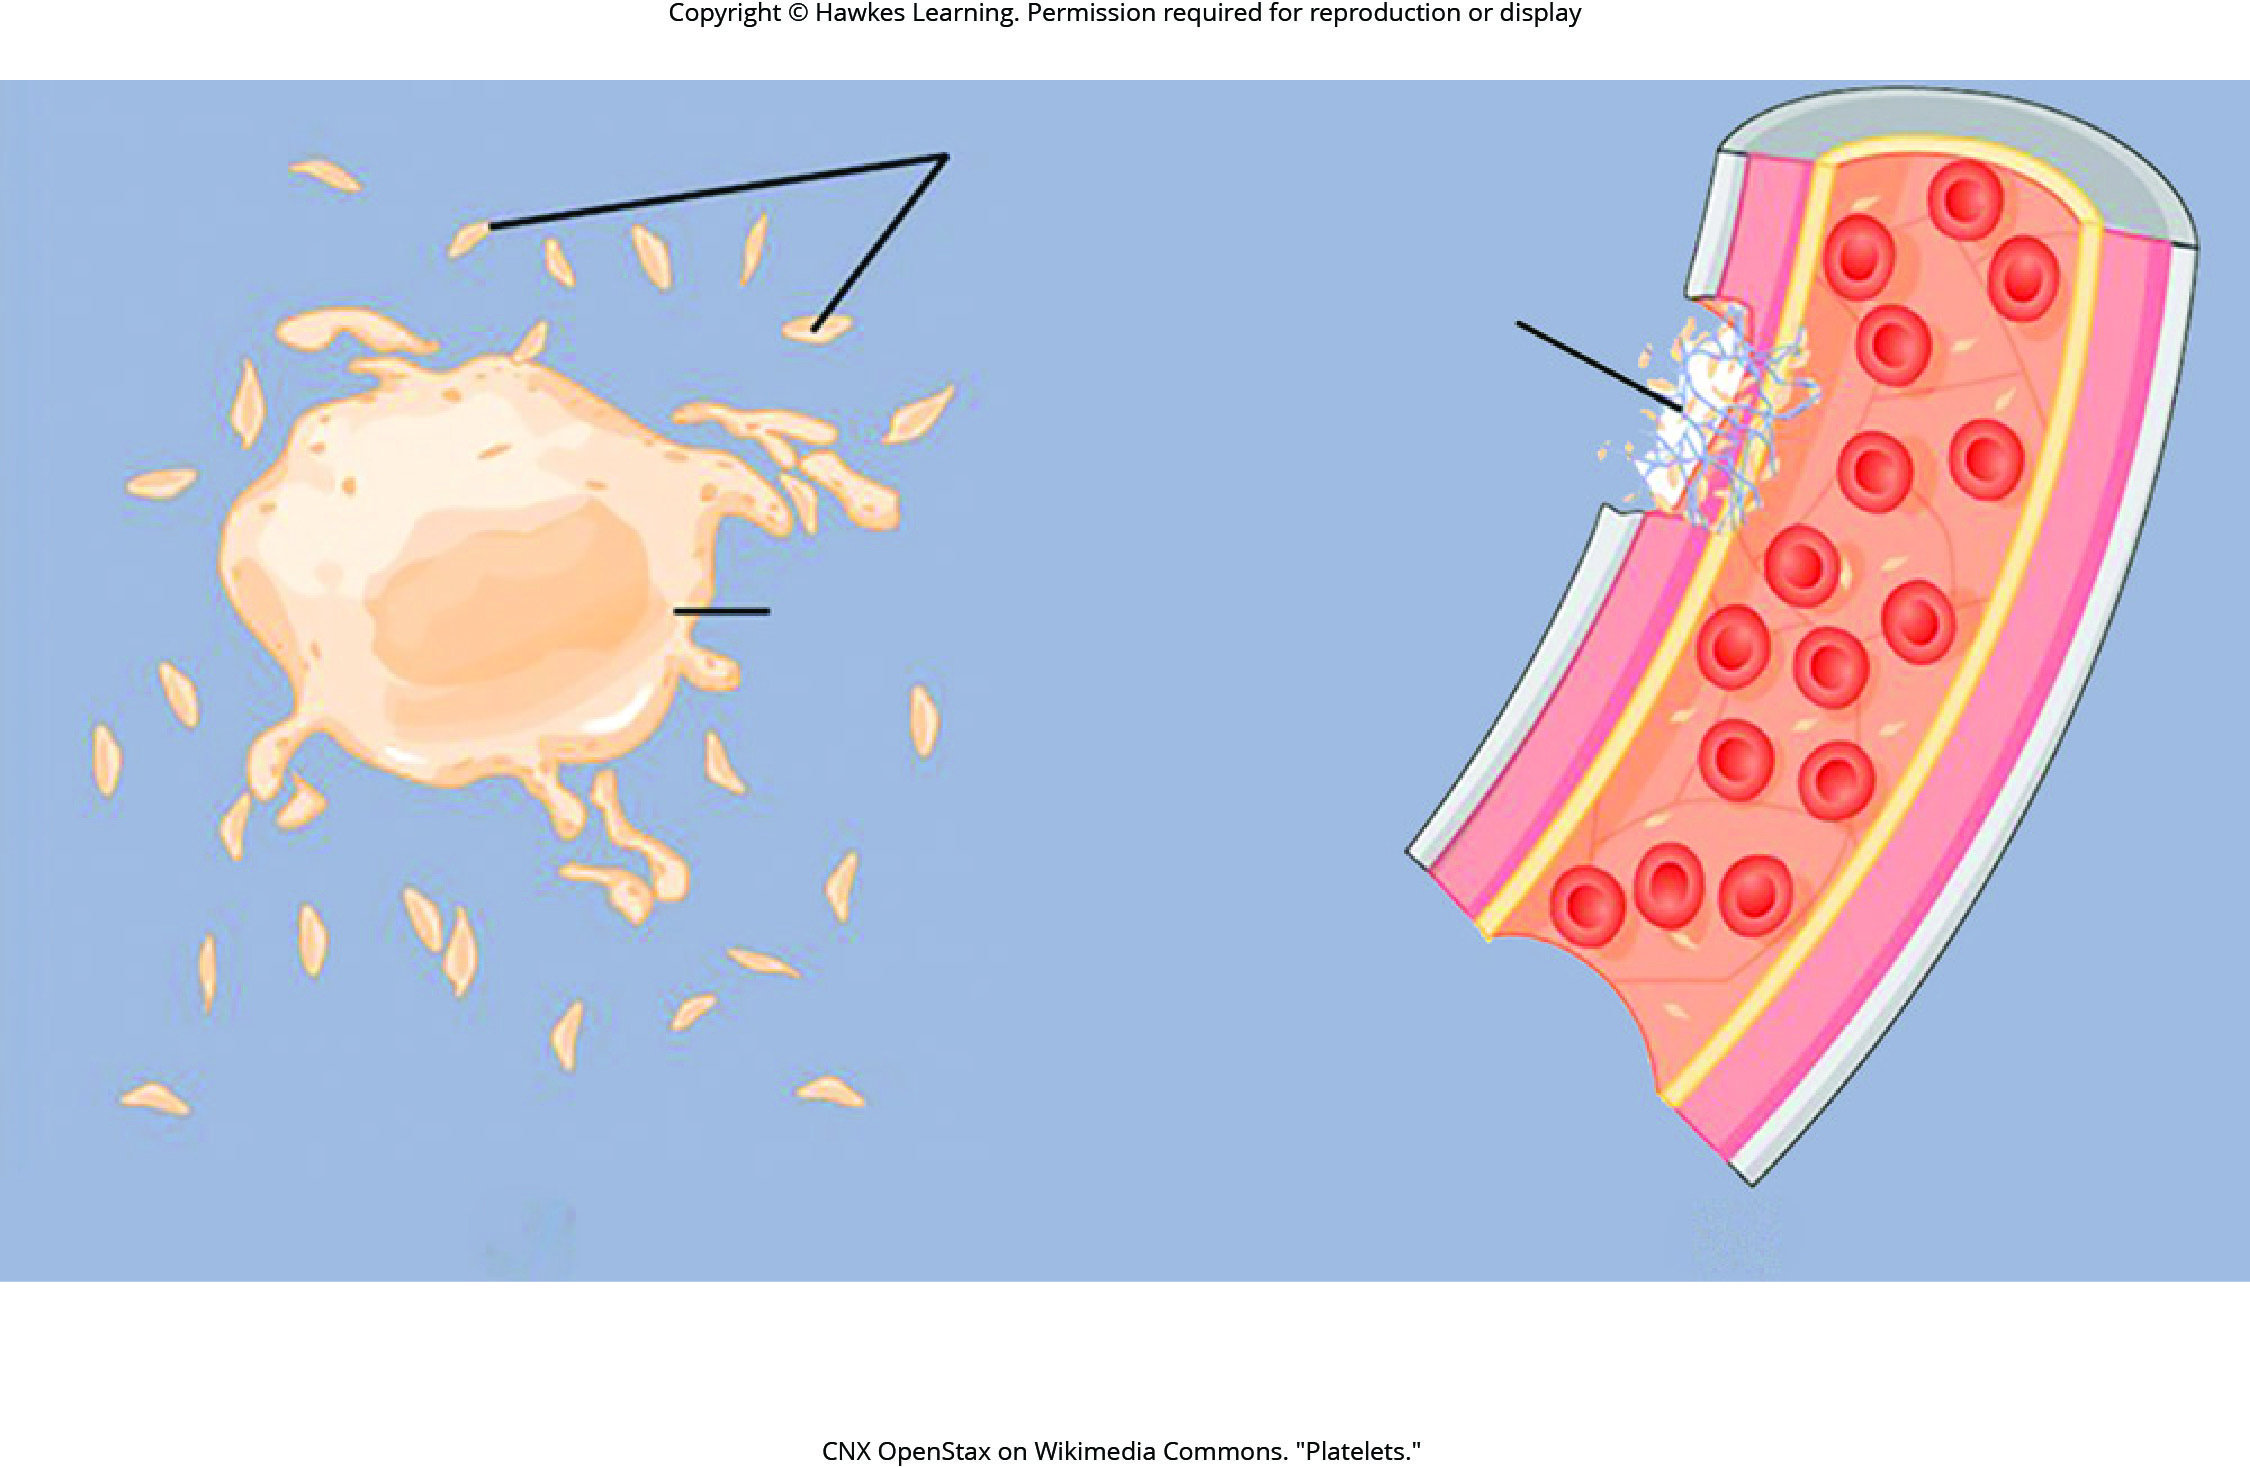 Copyright © Hawkes Learning. Permission required for reproduction or display
CNX OpenStax on Wikimedia Commons. "Platelets."